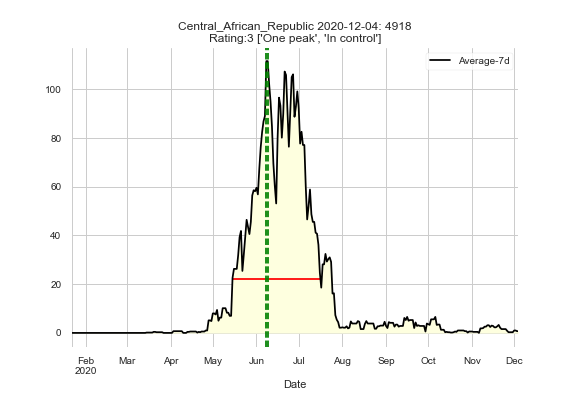 Central_African_Republic 2020-12-04: 4918
Rating:3 ['One peak', 'In control']
Average-7d
100
80
60
40
20
0
Feb Mar Apr May Jun Jul Aug Sep Oct Nov Dec
2020
Date